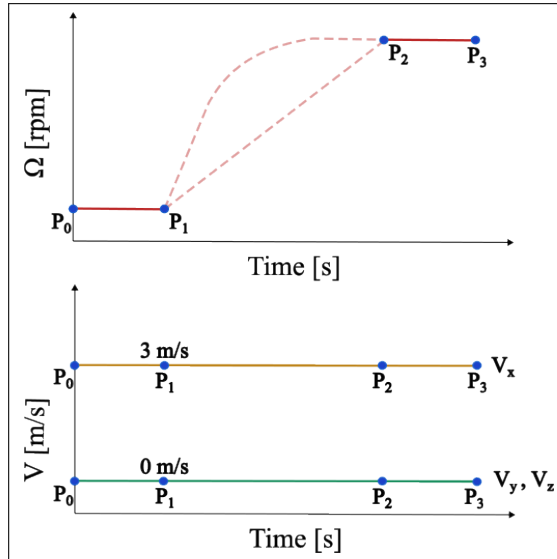 Ω [rpm]
P2 P3
P0 P1
Time [s]
V [m/s]
3 m/s
P0 P1 P2 P3 Vx
0 m/s
P0 P1 P2 P3 Vy , Vz
Time [s]